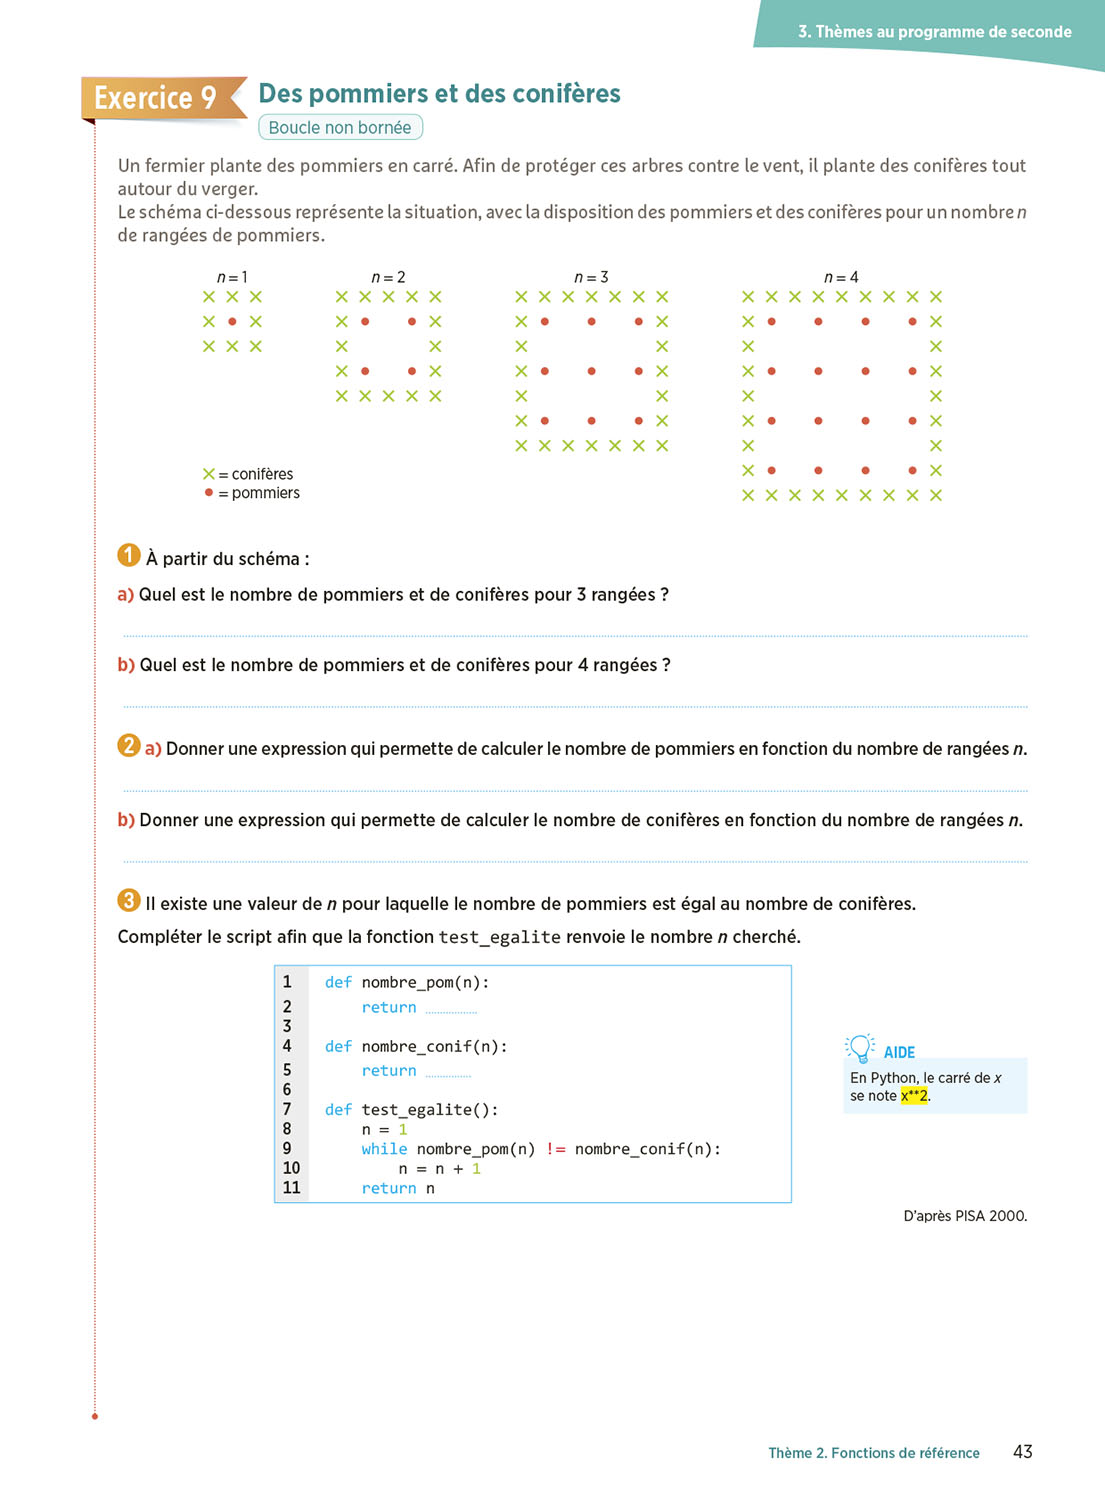 3. Thèmes au programme de seconde
Exercice 9
Des pommiers et des conifères
Boucle non bornée
Un fermier plante des pommiers en carré. Afin de protéger ces arbres contre le vent, il plante des conifères tout
autour du verger.
Le schéma ci-dessous représente la situation, avec la disposition des pommiers et des conifères pour un nombre n
de rangées de pommiers.
n = 1 n = 2 n = 3 n = 4
= conifères
= pommiers
1 À partir du schéma :
a) Quel est le nombre de pommiers et de conifères pour 3 rangées ?
b) Quel est le nombre de pommiers et de conifères pour 4 rangées ?
2 a) Donner une expression qui permette de calculer le nombre de pommiers en fonction du nombre de rangées n.
b) Donner une expression qui permette de calculer le nombre de conifères en fonction du nombre de rangées n.
3 Il existe une valeur de n pour laquelle le nombre de pommiers est égal au nombre de conifères.
Compléter le script afin que la fonction test_egalite renvoie le nombre n cherché.
1 def nombre_pom(n):
2 return ..................
3
4 def nombre_conif(n):
5 return ................
6
7 def test_egalite():
8 n = 1
9 while nombre_pom(n) != nombre_conif(n):
10 n = n + 1
11 return n
AIDE
En Python, le carré de x
se note x**2.
D'après PISA 2000.
Thème 2. Fonctions de référence 43